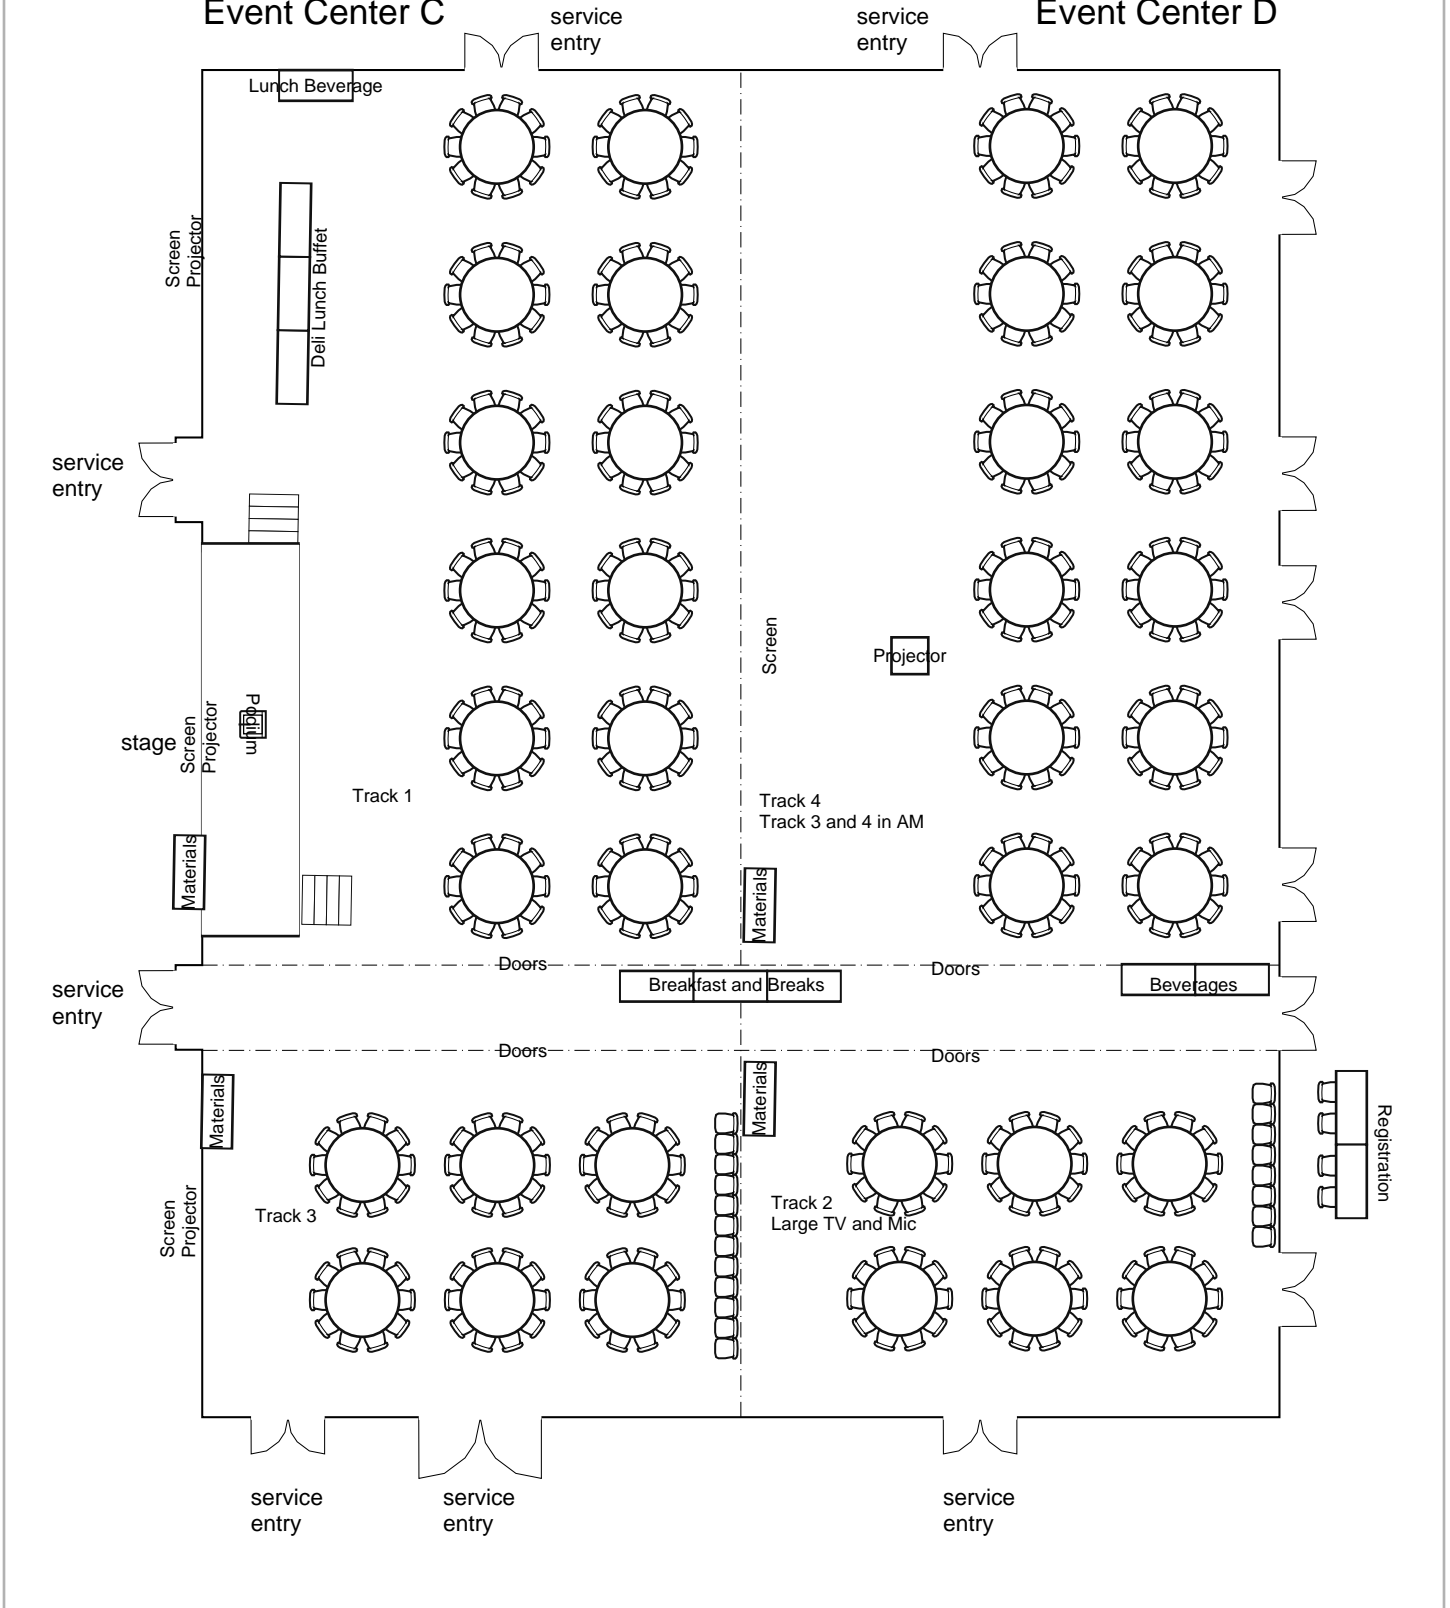 Event Center C
Event Center D
service
entry
service
entry
Lunch Beverage
Screen
Projector
Deli Lunch Buffet
service
entry
Screen
Projector
Podium
stage
Screen
Projector
Track 1
Track 4
Track 3 and 4 in AM
Materials
Materials
Doors
Doors
Breakfast and Breaks
Beverages
service
entry
Doors
Doors
Materials
Materials
Registration
Screen
Projector
Track 3
Track 2
Large TV and Mic
service
entry
service
entry
service
entry